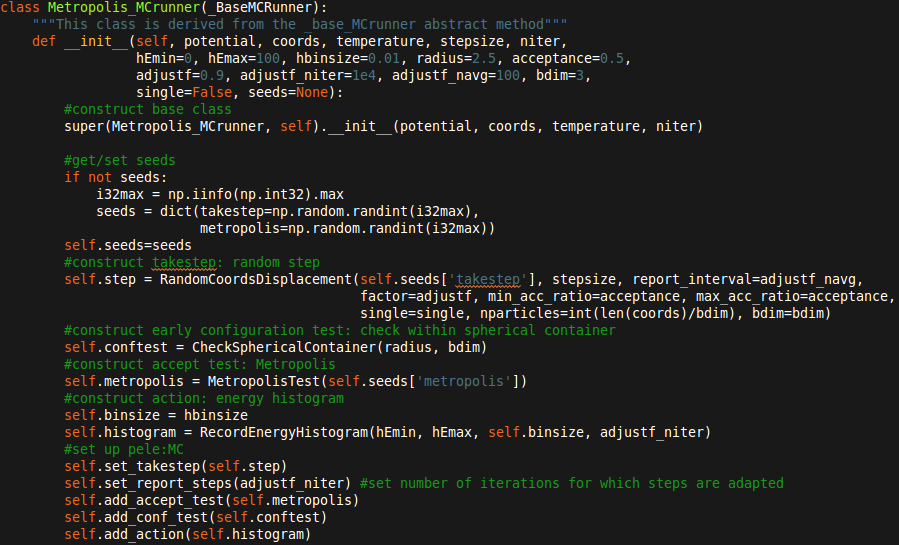 class Metropolis_MCrunner(_BaseMCRunner):
    """This class is derived from the _base_MCrunner abstract method"""
    def __init__(self, potential, coords, temperature, stepsize, niter,
                 hEmin=0, hEmax=100, hbinsize=0.01, radius=2.5, acceptance=0.5,
                 adjustf=0.9, adjustf_niter=1e4, adjustf_navg=100, bdim=3,
                 single=False, seeds=None):
        #construct base class
        super(Metropolis_MCrunner, self).__init__(potential, coords, temperature, niter)

        #get/set seeds
        if not seeds:
            i32max = np.iinfo(np.int32).max
            seeds = dict(takestep=np.random.randint(i32max),
                         metropolis=np.random.randint(i32max))
        self.seeds=seeds
        #construct takestep: random step
        self.step = RandomCoordsDisplacement(self.seeds['takestep'], stepsize, report_interval=adjustf_navg,
                                             factor=adjustf, min_acc_ratio=acceptance, max_acc_ratio=acceptance,
                                             single=single, nparticles=int(len(coords)/bdim), bdim=bdim)
        #construct early configuration test: check within spherical container
        self.conftest = CheckSphericalContainer(radius, bdim)
        #construct accept test: Metropolis
        self.metropolis = MetropolisTest(self.seeds['metropolis'])
        #construct action: energy histogram
        self.binsize = hbinsize
        self.histogram = RecordEnergyHistogram(hEmin, hEmax, self.binsize, adjustf_niter)
        #set up pele:MC
        self.set_takestep(self.step)
        self.set_report_steps(adjustf_niter) #set number of iterations for which steps are adapted
        self.add_accept_test(self.metropolis)
        self.add_conf_test(self.conftest)
        self.add_action(self.histogram)